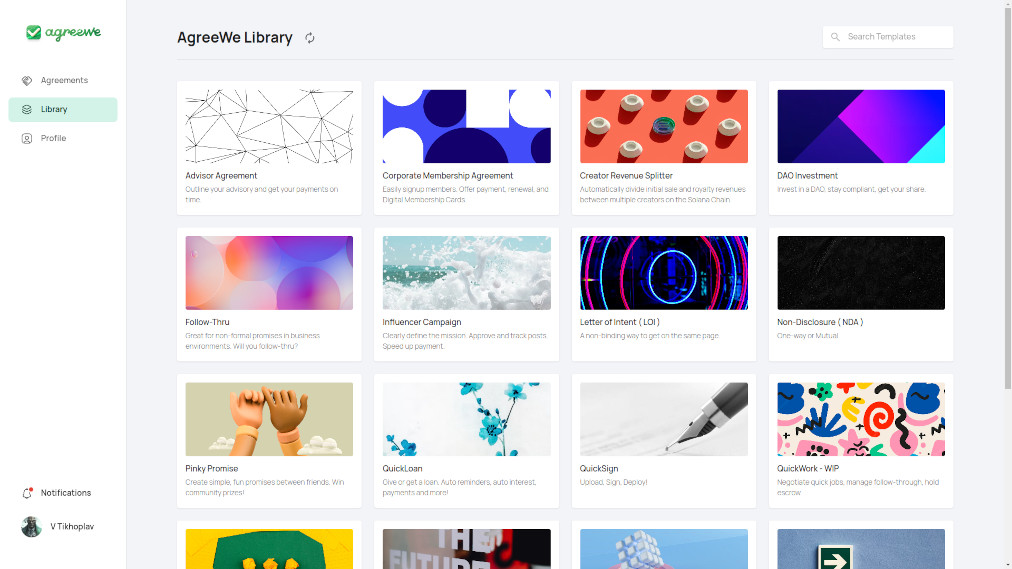 agreewe
AgreeWe Library
Search Templates
Agreements
Library
Profile
Advisor Agreement
Outline your advisory and get your payments on
time.
Corporate Membership Agreement
Easily signup members, Offer payment, renewal, and
Digital Membership Cards.
Creator Revenue Splitter
Automatically divide initial sale and royalty revenues
between multiple creators on the Solana Chain.
DAO Investment
Invest in a DAO, stay compliant, get your share.
Follow-Thru
Great for non-formal promises in business
environments. Will you follow-thru?
Influencer Campaign
Clearly define the mission. Approve and track posts.
Speed up payment.
Letter of Intent ( LOI )
A non-binding way to get on the same page
Non-Disclosure ( NDA )
One-way or Mutual
Pinky Promise
Create simple, fun promises between friends. Win
community prizes!
QuickLoan
Give or get a loan. Auto reminders, auto interest,
payments and more!
QuickSign
Upload, Sign, Deploy!
QuickWork - WIP
Negotiate quick jobs, manage follow-through, hold
escrow
Notifications
V Tikhoplav
THE
FUTURE